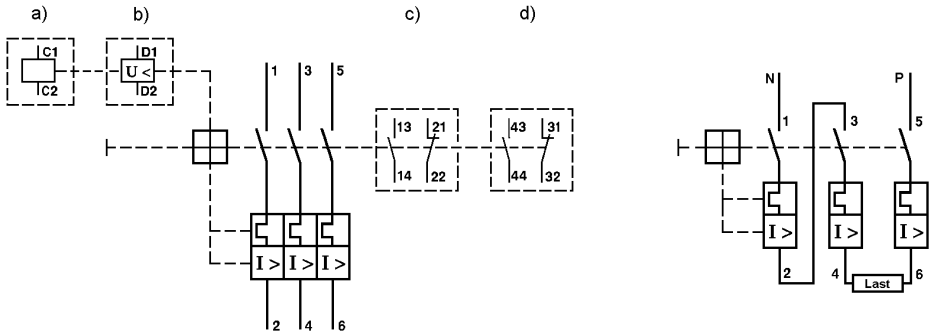 a) b) c) d)
C1 D1
U <
C2 D2
1 3 5
13 21 43 31
14 22 44 32
I > I > I >
2 4 6
N P
1 3 5
I > I > I >
2 4 6
Last